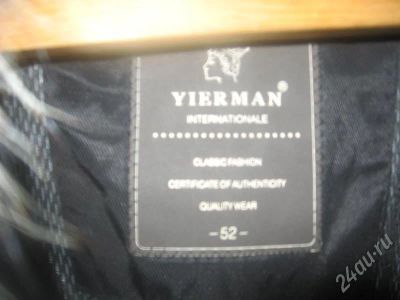 YIERMAN®
INTERNATIONALE
CLASSIC FASHION
CERTIFICATE OF AUTHENTICITY
QUALITY WEAR
-52-
24au.ru